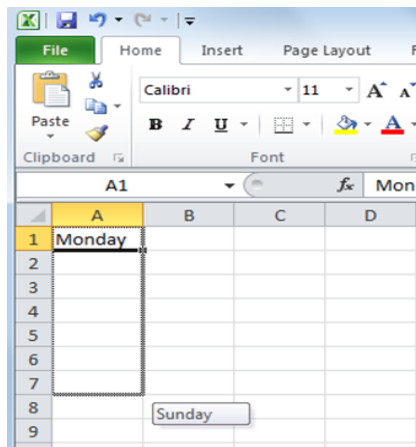 File Home Insert Page Layout
Calibri 11 A A
Paste
B I U A
Clipboard Font
A1 fx Mon
A B C D
1 Monday
2
3
4
5
6
7
8 Sunday
9